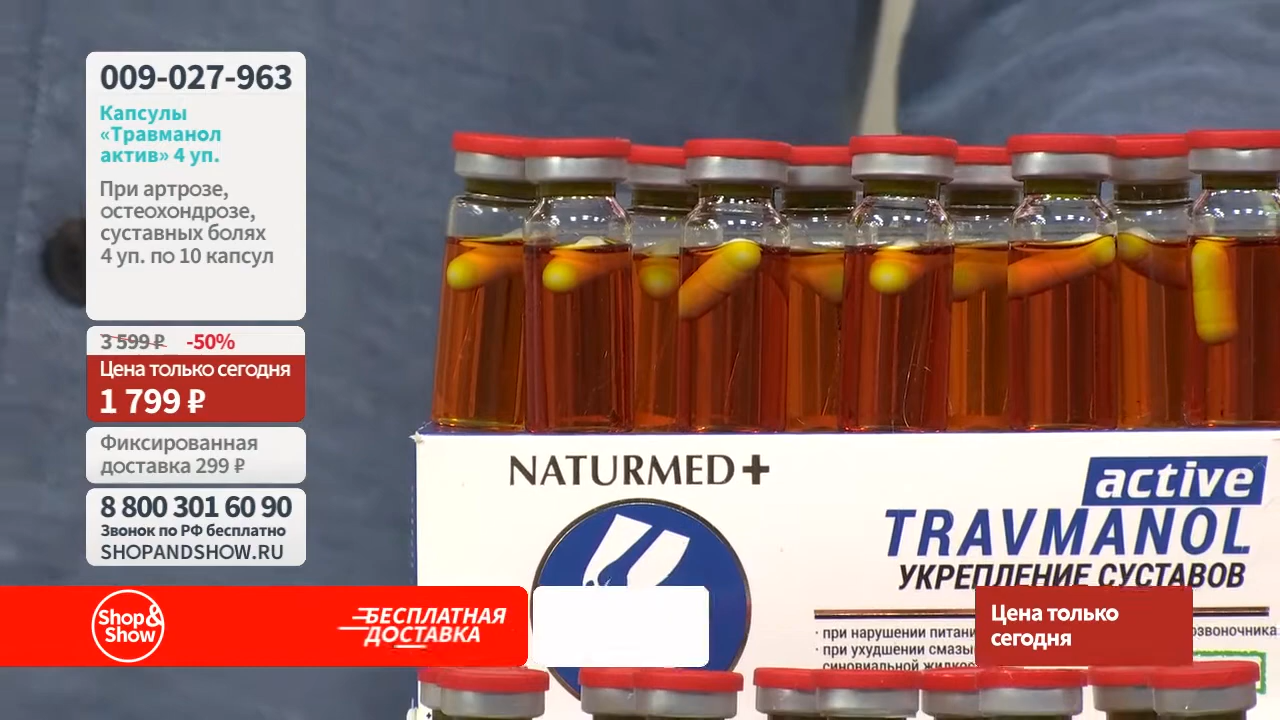 009-027-963
Капсулы
«Травманол
актив» 4 уп.
При артрозе,
остеохондрозе,
суставных болях
4 уп. по 10 капсул
3 599 ₽ -50%
Цена только сегодня
1 799 ₽
Фиксированная
доставка 299 ₽
8 800 301 60 90
Звонок по РФ бесплатно
SHOPANDSHOW.RU
Shop&
Show
БЕСПЛАТНАЯ
ДОСТАВКА
Цена только
сегодня
NATURMED+
active
TRAVMANOL
УКРЕПЛЕНИЕ СУСТАВОВ
· при нарушении
· при ухудшении
синовиальной